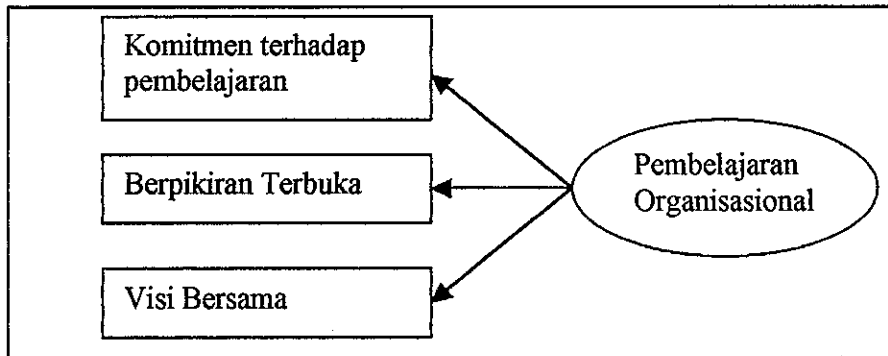 Komitmen terhadap
pembelajaran
Berpikiran Terbuka
Visi Bersama
Pembelajaran
Organisasional